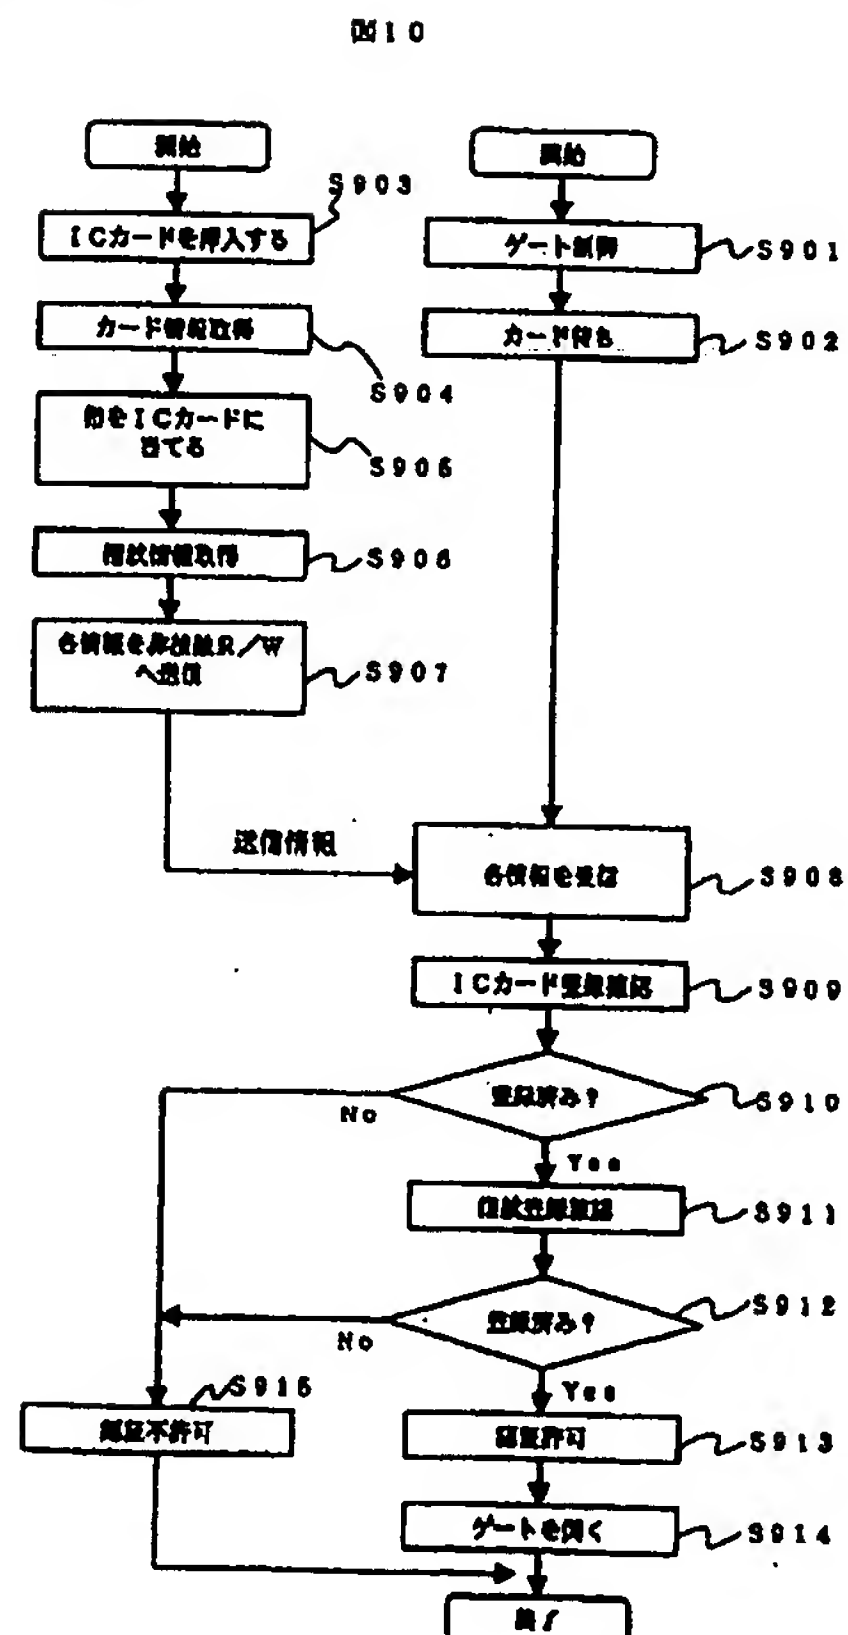 図10
開始
S903
ICカードを挿入する
カード情報取得
S904
指をICカードに
当てる
S905
指紋情報取得
S906
各情報を非接触R/W
へ送信
S907
開始
ゲート制御
S901
カード待ち
S902
送信情報
各情報を受信
S908
ICカード登録確認
S909
登録済み?
S910
No
Yes
指紋登録確認
S911
登録済み?
S912
No
Yes
S915
認証不許可
認証許可
S913
ゲートを開く
S914
終了